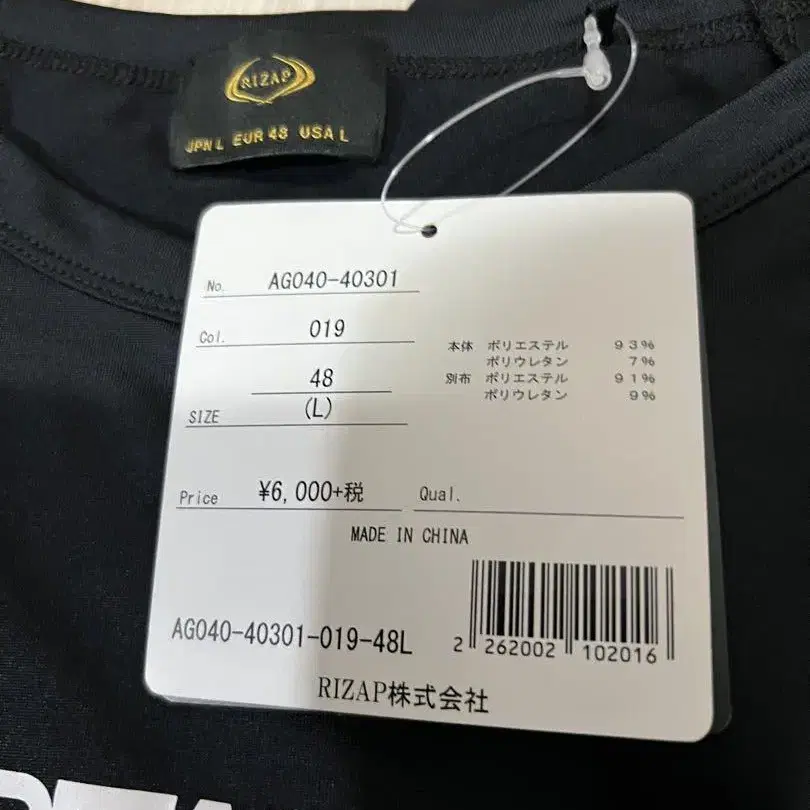 RIZAP
JPN L EUR 48 USA L
No. AG040-40301
Col. 019
48
SIZE (L)
本体 ポリエステル 93%
ポリウレタン 7%
別布 ポリエステル 91%
ポリウレタン 9%
Price ¥6,000+税 Qual.
MADE IN CHINA
AG040-40301-019-48L
2 262002 102016
RIZAP株式会社